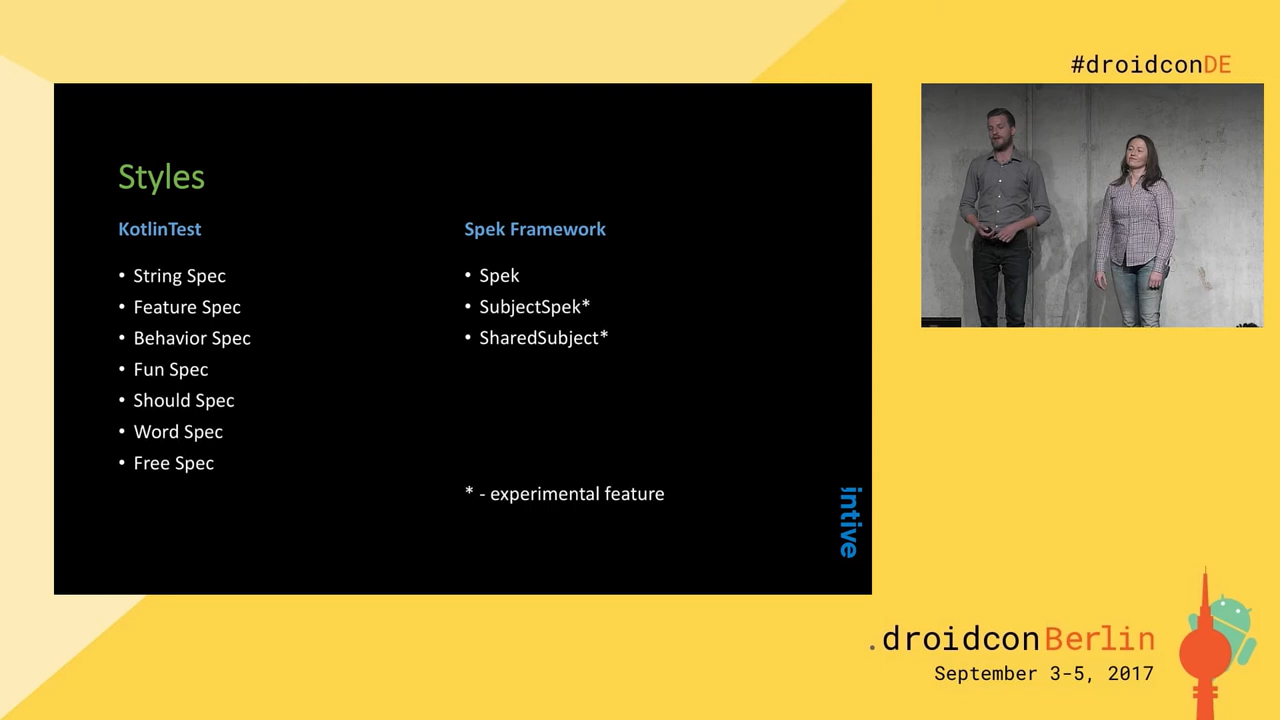 #droidconDE
Styles
KotlinTest
• String Spec
• Feature Spec
• Behavior Spec
• Fun Spec
• Should Spec
• Word Spec
• Free Spec
Spek Framework
• Spek
• SubjectSpek*
• SharedSubject*
* - experimental feature
intive
.droidconBerlin
September 3-5, 2017